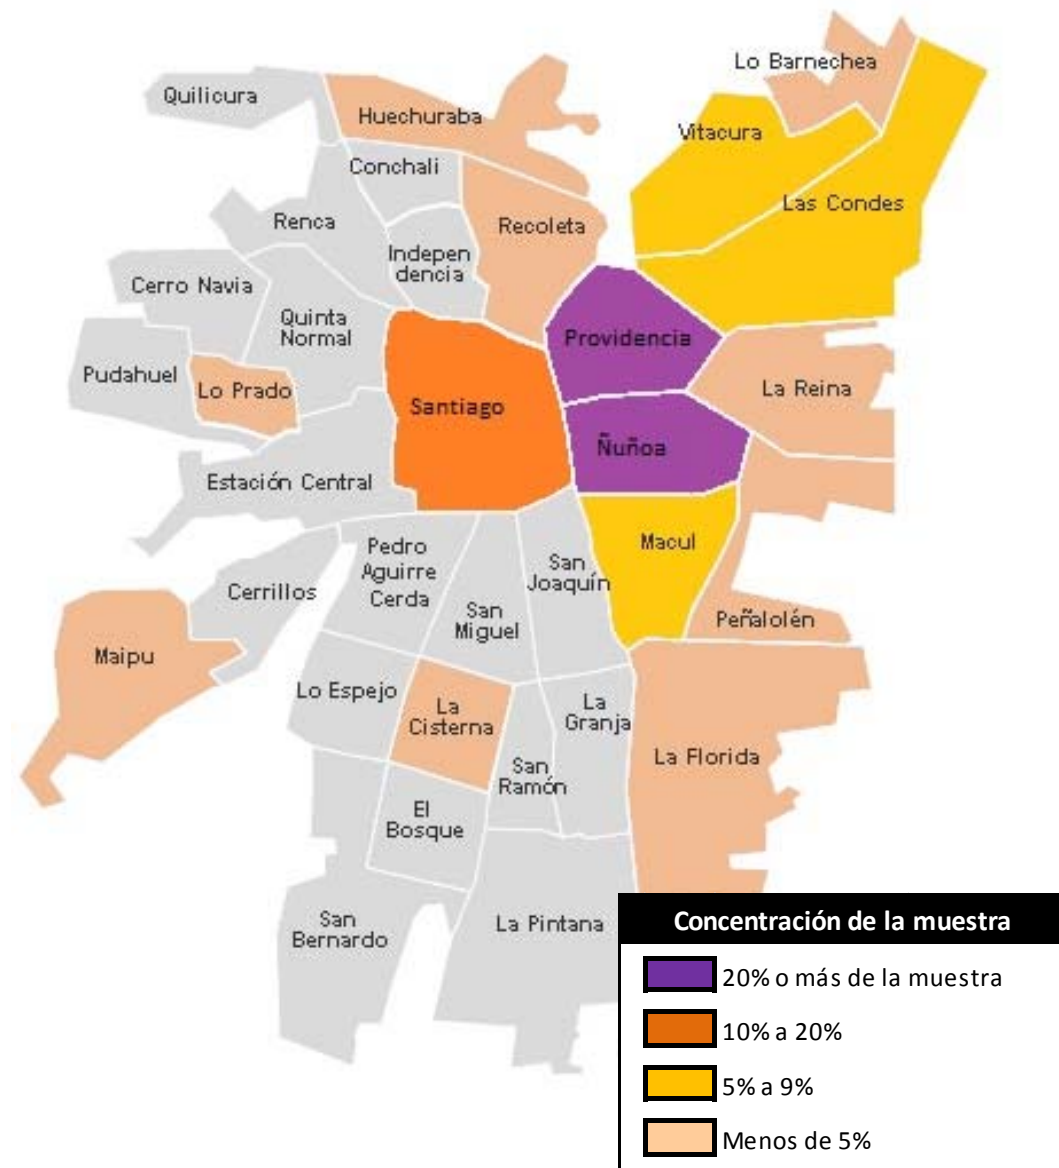 Lo Barnechea
Quilicura
Huechuraba
Vitacura
Conchali
Las Condes
Renca
Recoleta
Indepen
dencia
Cerro Navia
Quinta
Normal
Providencia
Pudahuel
Lo Prado
La Reina
Santiago
Ñuñoa
Estación Central
Macul
Pedro
Aguirre
Cerda
San
Joaquín
Cerrillos
San
Miguel
Peñalolén
Maipu
Lo Espejo
La
Cisterna
La
Granja
La Florida
San
Ramón
El
Bosque
San
Bernardo
La Pintana
Concentración de la muestra
20% o más de la muestra
10% a 20%
5% a 9%
Menos de 5%